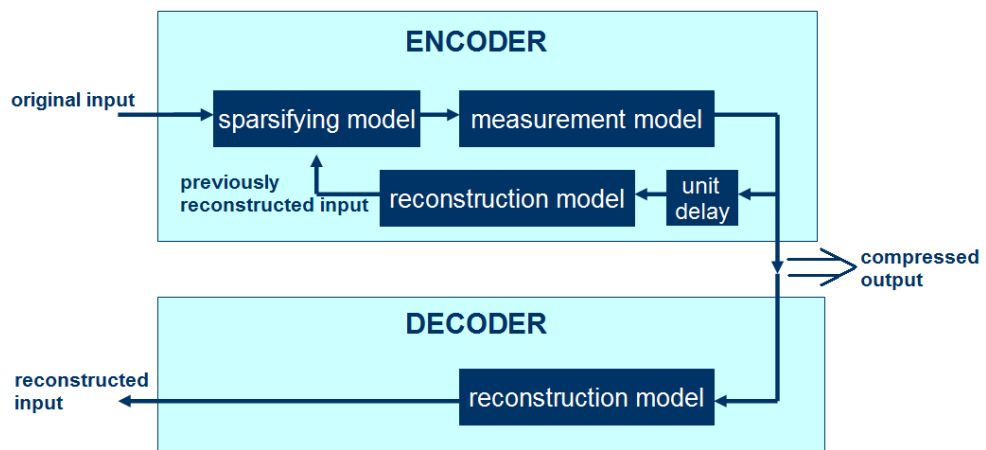 ENCODER
original input
sparsifying model
measurement model
previously
reconstructed input
reconstruction model
unit
delay
compressed
output
DECODER
reconstructed
input
reconstruction model